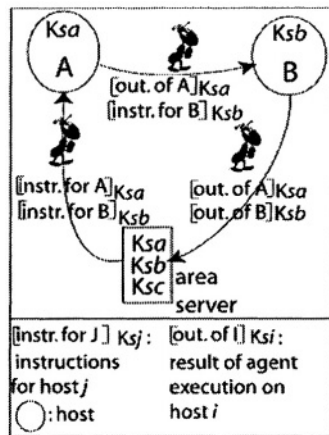 Ksa
A
Ksb
B
[out. of A]Ksa
[instr. for B]Ksb
[instr. for A]Ksa
[instr. for B]Ksb
[out. of A]Ksa
[out. of B]Ksb
Ksa
Ksb
Ksc
area
server
[instr. for J] Ksj:
instructions
for host j
: host
[out. of I] Ksi:
result of agent
execution on
host i